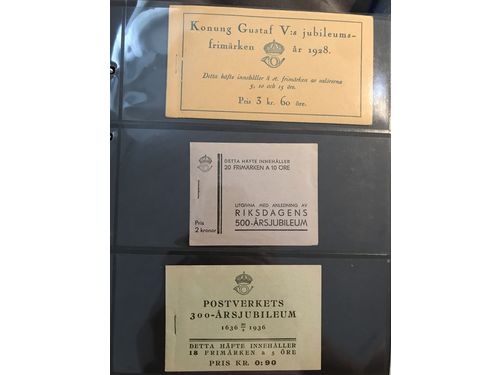 Konung Gustaf V:s jubileums-
frimärken år 1928.
Detta häfte innehåller 8 st. frimärken av valörerna
5, 10 och 15 öre.
Pris 3 kr. 60 öre.
DETTA HÄFTE INNEHÅLLER
20 FRIMÄRKEN A 10 ÖRE
UTGIVNA MED ANLEDNING AV
RIKSDAGENS
500-ÅRSJUBILEUM
Pris
2 kronor
POSTVERKETS
300-ÅRSJUBILEUM
1636 20/2 1936
DETTA HÄFTE INNEHÅLLER
18 FRIMÄRKEN à 5 ÖRE
PRIS KR. 0:90